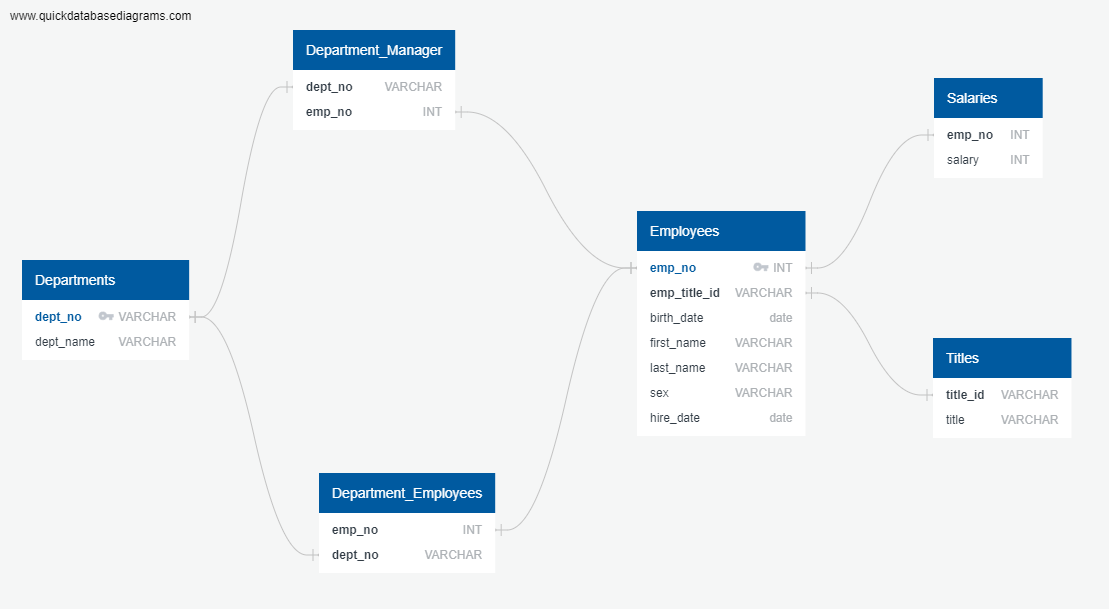 www.quickdatabasediagrams.com
Department_Manager
dept_no VARCHAR
emp_no INT
Salaries
emp_no INT
salary INT
Employees
emp_no INT
emp_title_id VARCHAR
birth_date date
first_name VARCHAR
last_name VARCHAR
sex VARCHAR
hire_date date
Departments
dept_no VARCHAR
dept_name VARCHAR
Titles
title_id VARCHAR
title VARCHAR
Department_Employees
emp_no INT
dept_no VARCHAR